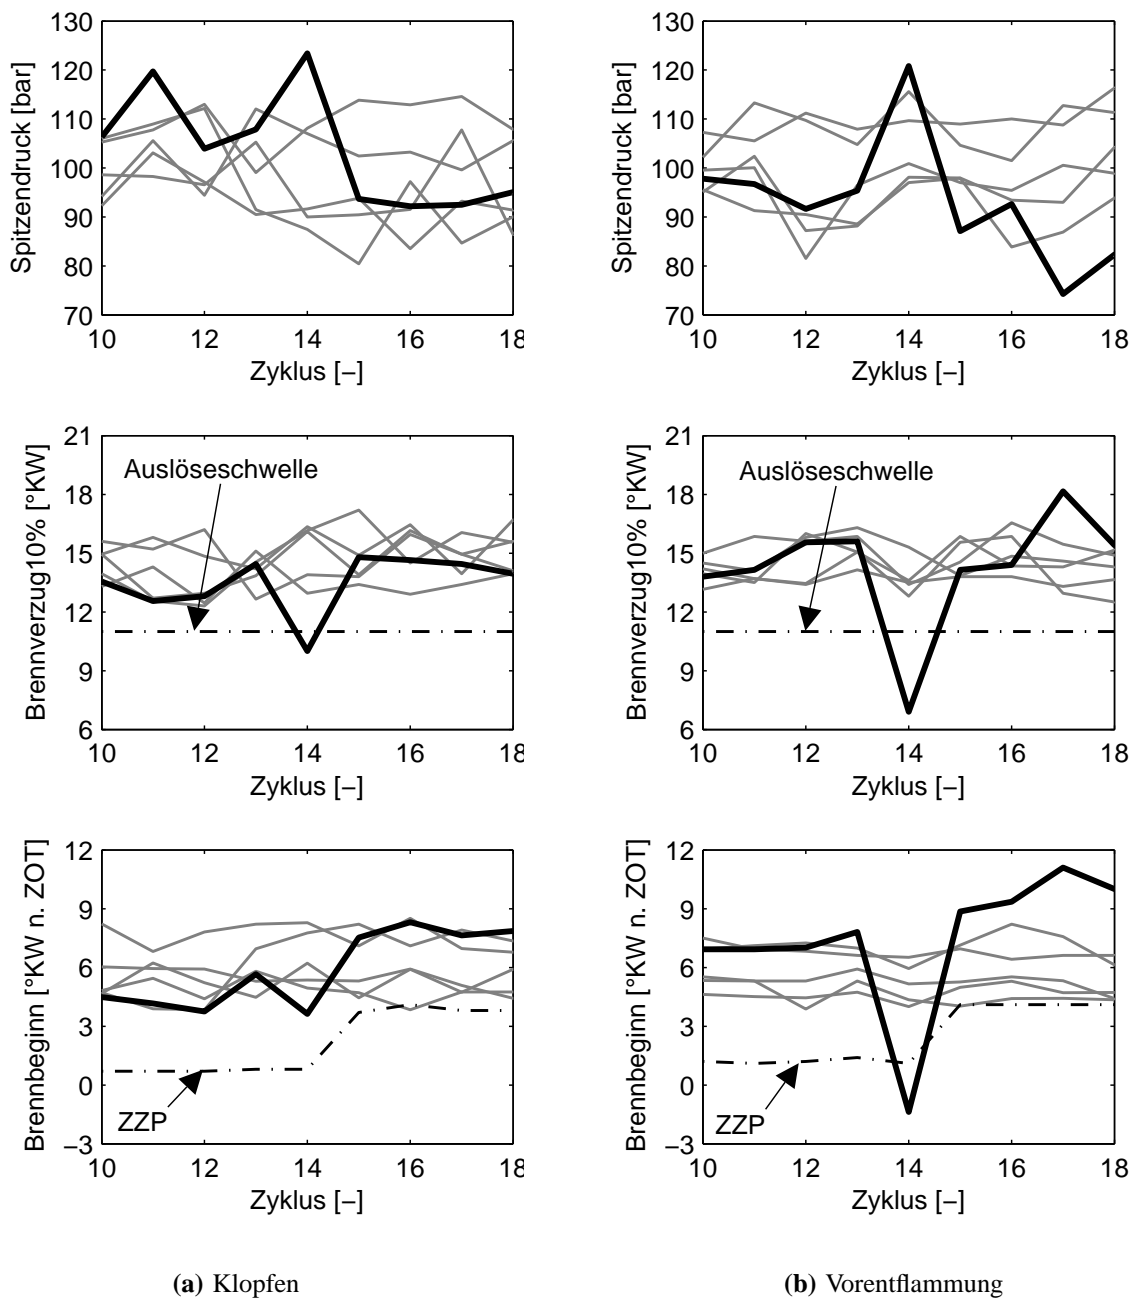 130
120
110
100
90
80
70
Spitzendruck [bar]
10 12 14 16 18
Zyklus [−]
130
120
110
100
90
80
70
Spitzendruck [bar]
10 12 14 16 18
Zyklus [−]
21
18
15
12
9
6
Brennverzug10% [°KW]
Auslöseschwelle
10 12 14 16 18
Zyklus [−]
21
18
15
12
9
6
Brennverzug10% [°KW]
Auslöseschwelle
10 12 14 16 18
Zyklus [−]
12
9
6
3
0
−3
Brennbeginn [°KW n. ZOT]
ZZP
10 12 14 16 18
Zyklus [−]
12
9
6
3
0
−3
Brennbeginn [°KW n. ZOT]
ZZP
10 12 14 16 18
Zyklus [−]
(a) Klopfen
(b) Vorentflammung